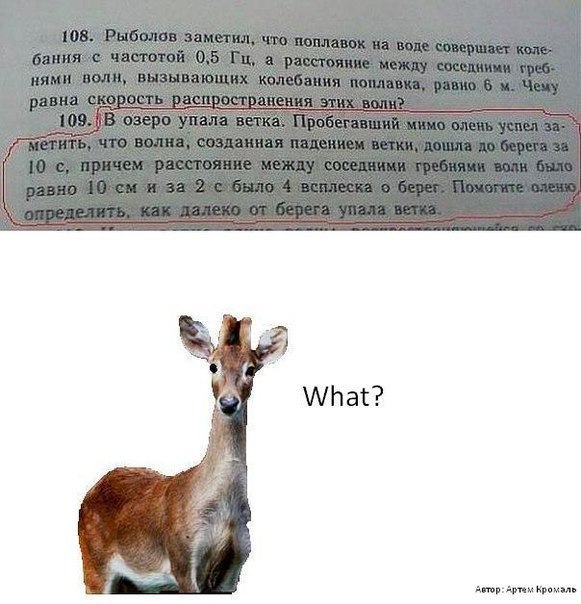 108. Рыболов заметил, что поплавок на воде совершает коле-
бания с частотой 0,5 Гц, а расстояние между соседними греб-
нями волн, вызывающих колебания поплавка, равно 6 м. Чему
равна скорость распространения этих волн?
109. В озеро упала ветка. Пробегавший мимо олень успел за-
метить, что волна, созданная падением ветки, дошла до берега за
10 с, причем расстояние между соседними гребнями волн было
равно 10 см и за 2 с было 4 всплеска о берег. Помогите оленю
определить, как далеко от берега упала ветка.
What?
Автор: Артем Кромаль